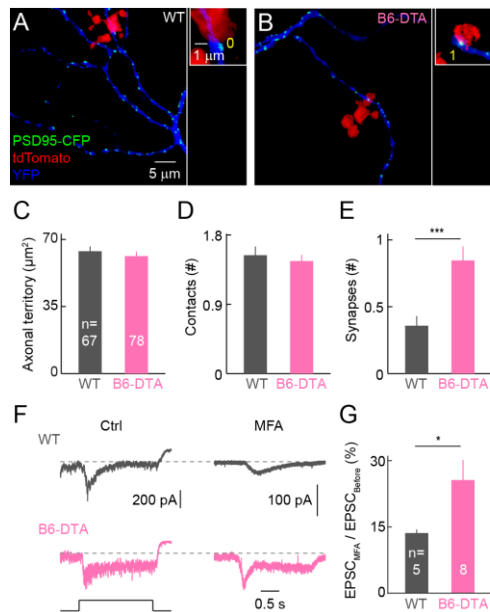 A
WT
0
1 μm
PSD95-CFP
tdTomato
YFP
5 μm
B
B6-DTA
1
C
Axonal territory (μm²)
70
35
0
n=
67
78
WT
B6-DTA
D
Contacts (#)
1.8
0.9
0
WT
B6-DTA
E
Synapses (#)
1
0.5
0
***
WT
B6-DTA
F
WT
Ctrl
MFA
200 pA
100 pA
B6-DTA
0.5 s
G
EPSC_MFA / EPSC_Before (%)
30
15
0
*
n=
5
8
WT
B6-DTA